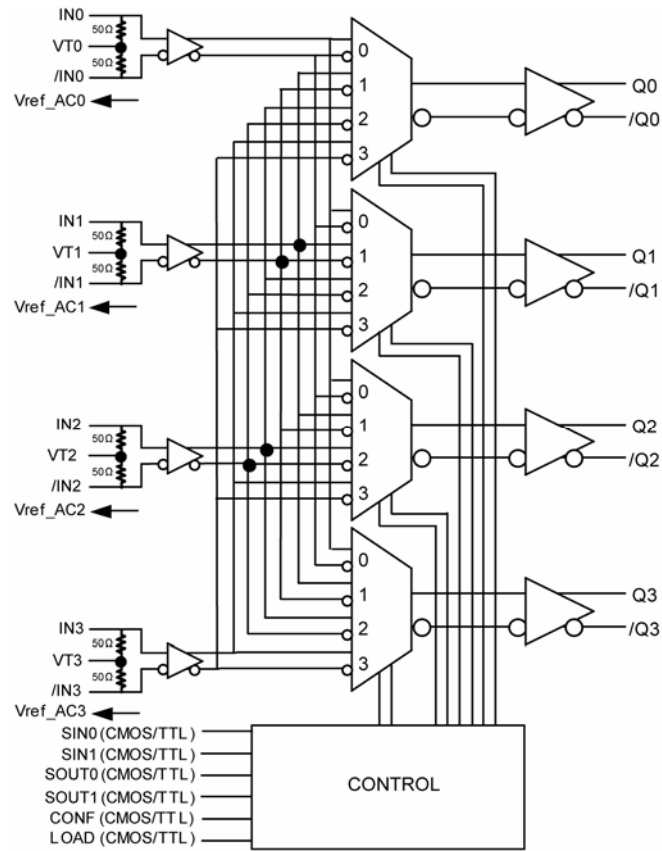 IN0
50Ω
VT0
50Ω
/IN0
Vref_AC0
0
1
2
3
Q0
/Q0
IN1
50Ω
VT1
50Ω
/IN1
Vref_AC1
0
1
2
3
Q1
/Q1
IN2
50Ω
VT2
50Ω
/IN2
Vref_AC2
0
1
2
3
Q2
/Q2
IN3
50Ω
VT3
50Ω
/IN3
Vref_AC3
0
1
2
3
Q3
/Q3
SIN0 (CMOS/TTL)
SIN1 (CMOS/TTL)
SOUT0 (CMOS/TTL)
SOUT1 (CMOS/TTL)
CONF (CMOS/TTL)
LOAD (CMOS/TTL)
CONTROL